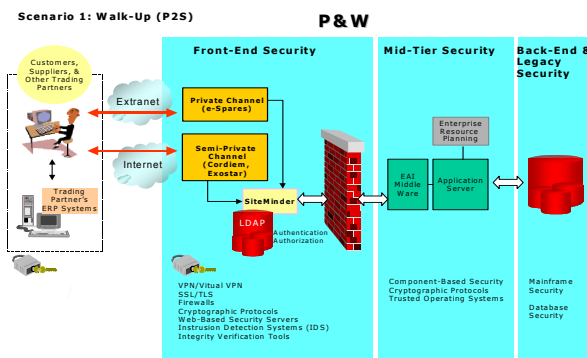 Scenario 1: Walk-Up (P2S)
P&W
Customers,
Suppliers, &
Other Trading
Partners
Trading
Partner's
ERP Systems
Extranet
Internet
Front-End Security
Private Channel
(e-Spares)
Semi-Private
Channel
(Cordiem,
Exostar)
SiteMinder
LDAP
Authentication
Authorization
VPN/Vitual VPN
SSL/TLS
Firewalls
Cryptographic Protocols
Web-Based Security Servers
Instrusion Detection Systems (IDS)
Integrity Verification Tools
Mid-Tier Security
Enterprise
Resource
Planning
EAI
Middle
Ware
Application
Server
Component-Based Security
Cryptographic Protocols
Trusted Operating Systems
Back-End &
Legacy
Security
Mainframe
Security
Database
Security